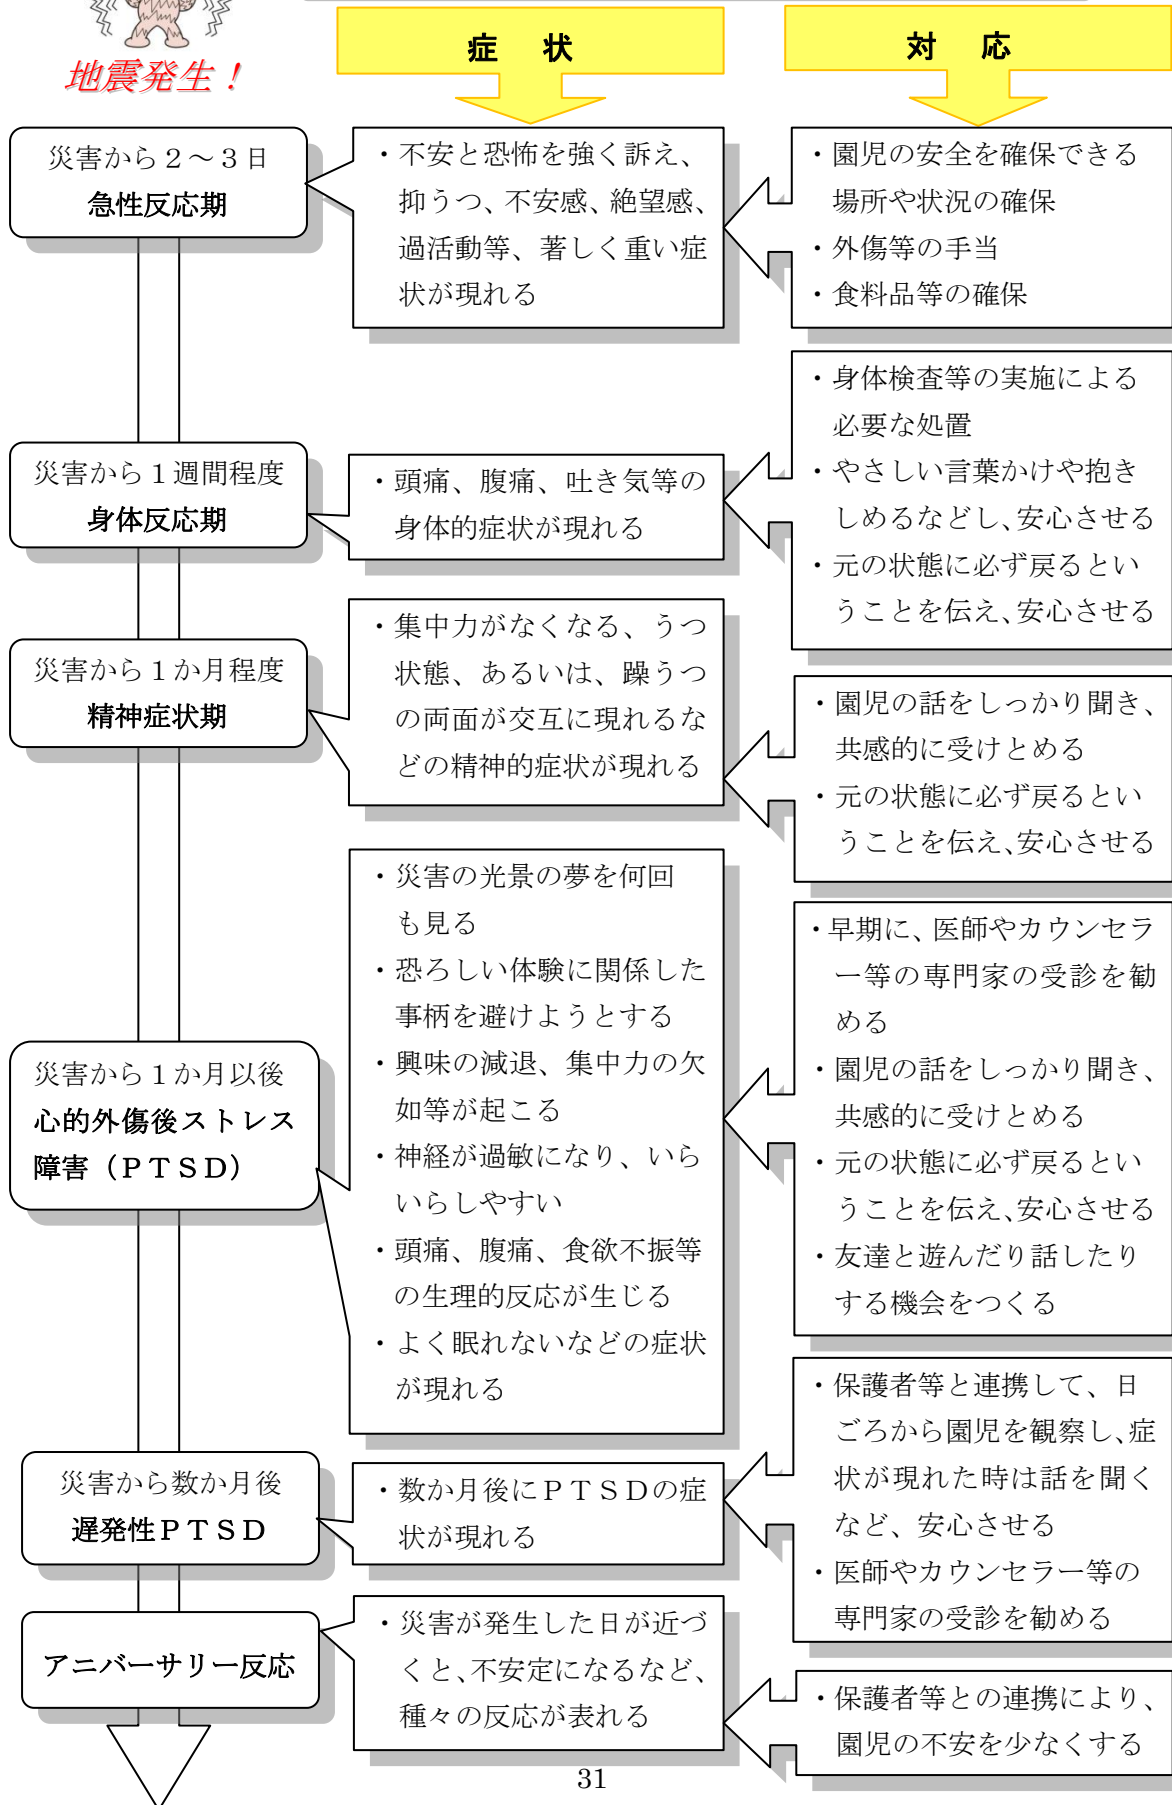 地震発生！
症　状
対　応
災害から２～３日
急性反応期
・不安と恐怖を強く訴え、
抑うつ、不安感、絶望感、
過活動等、著しく重い症
状が現れる
・園児の安全を確保できる
場所や状況の確保
・外傷等の手当
・食料品等の確保
災害から１週間程度
身体反応期
・頭痛、腹痛、吐き気等の
身体的症状が現れる
・身体検査等の実施による
必要な処置
・やさしい言葉かけや抱き
しめるなどし、安心させる
・元の状態に必ず戻るとい
うことを伝え、安心させる
災害から１か月程度
精神症状期
・集中力がなくなる、うつ
状態、あるいは、躁うつ
の両面が交互に現れるな
どの精神的症状が現れる
・園児の話をしっかり聞き、
共感的に受けとめる
・元の状態に必ず戻るとい
うことを伝え、安心させる
災害から１か月以後
心的外傷後ストレス
障害（ＰＴＳＤ）
・災害の光景の夢を何回
も見る
・恐ろしい体験に関係した
事柄を避けようとする
・興味の減退、集中力の欠
如等が起こる
・神経が過敏になり、いら
いらしやすい
・頭痛、腹痛、食欲不振等
の生理的反応が生じる
・よく眠れないなどの症状
が現れる
・早期に、医師やカウンセラ
ー等の専門家の受診を勧
める
・園児の話をしっかり聞き、
共感的に受けとめる
・元の状態に必ず戻るとい
うことを伝え、安心させる
・友達と遊んだり話したり
する機会をつくる
災害から数か月後
遅発性ＰＴＳＤ
・数か月後にＰＴＳＤの症
状が現れる
・保護者等と連携して、日
ごろから園児を観察し、症
状が現れた時は話を聞く
など、安心させる
・医師やカウンセラー等の
専門家の受診を勧める
アニバーサリー反応
・災害が発生した日が近づ
くと、不安定になるなど、
種々の反応が表れる
・保護者等との連携により、
園児の不安を少なくする
31